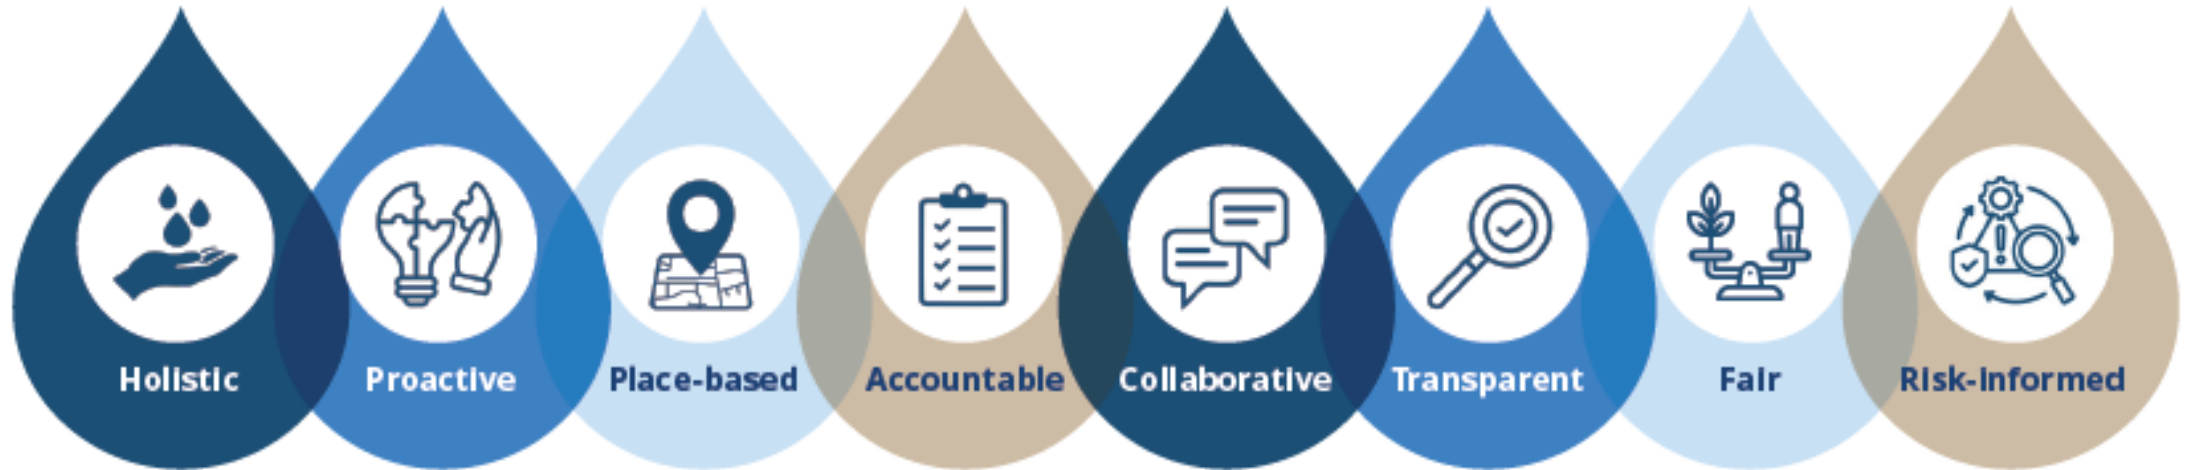 Holistic
Proactive
Place-based
Accountable
Collaborative
Transparent
Fair
Risk-informed